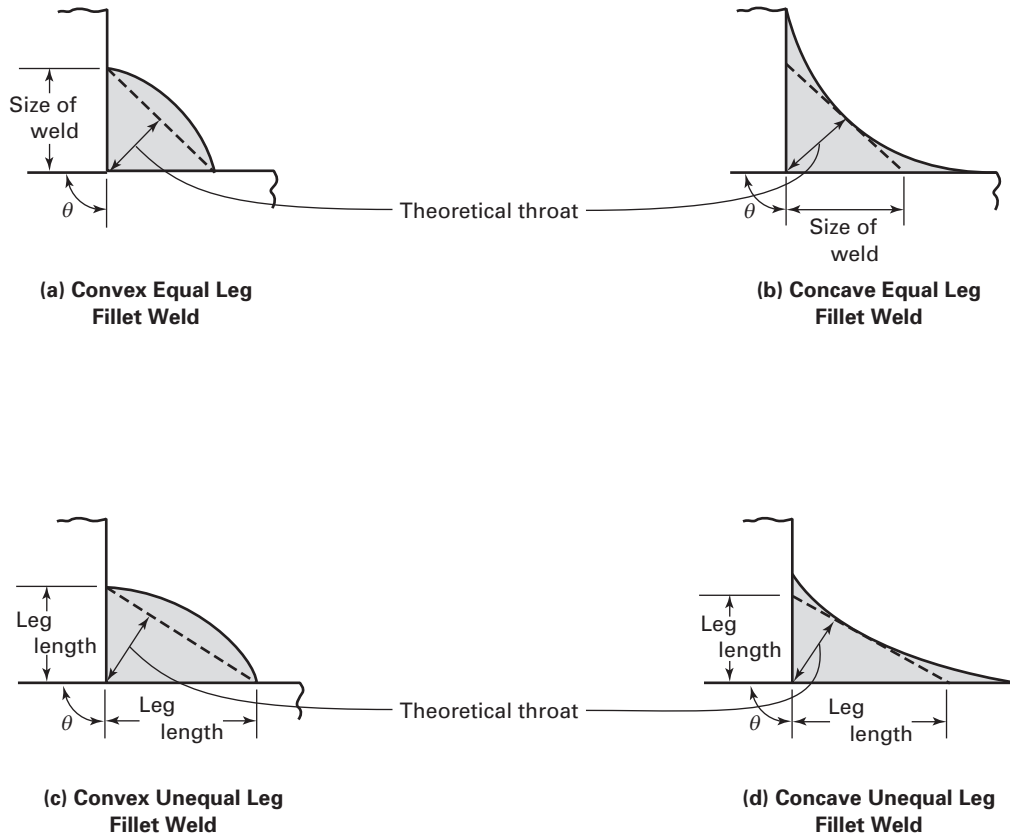 Size of
weld
θ
Theoretical throat
θ
Size of
weld
(a) Convex Equal Leg
Fillet Weld
(b) Concave Equal Leg
Fillet Weld
Leg
length
θ
Leg
length
Theoretical throat
Leg
length
θ
Leg
length
(c) Convex Unequal Leg
Fillet Weld
(d) Concave Unequal Leg
Fillet Weld